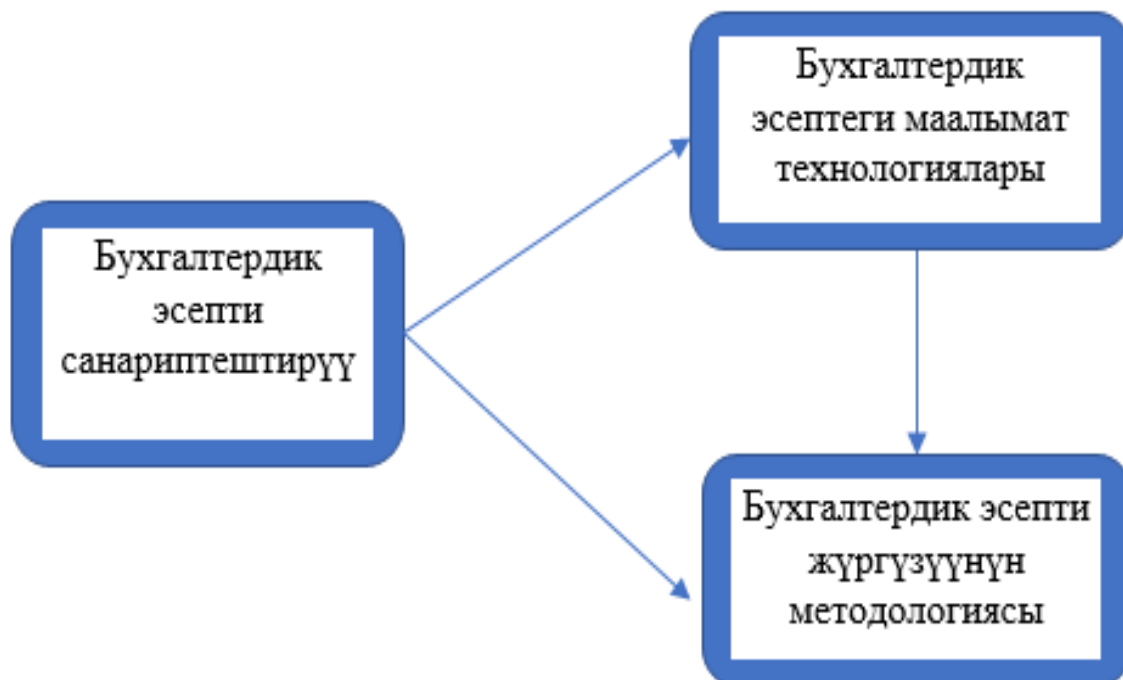 Бухгалтердик
эсептеги маалымат
технологиялары
Бухгалтердик
эсепти
санариптештирүү
Бухгалтердик эсепти
жүргүзүүнүн
методологиясы